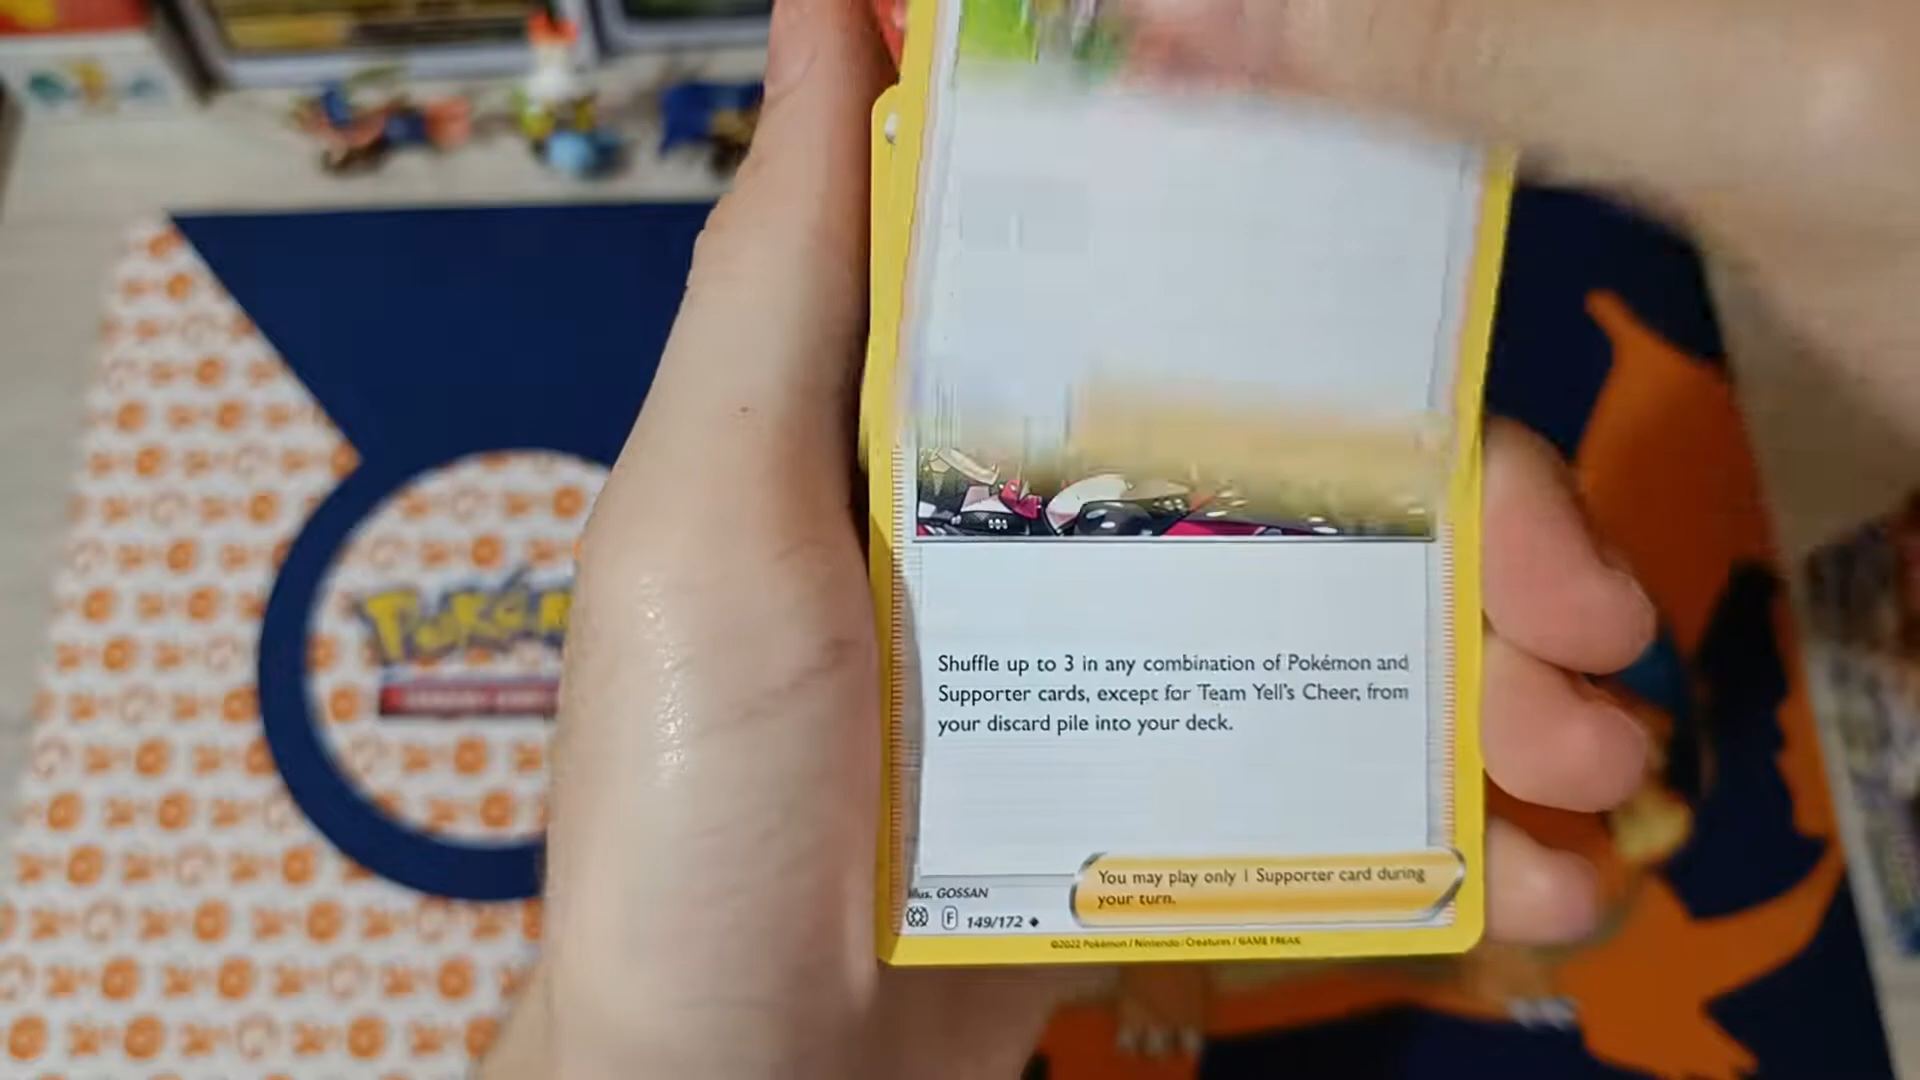 Shuffle up to 3 in any combination of Pokémon and
Supporter cards, except for Team Yell's Cheer, from
your discard pile into your deck.
You may play only 1 Supporter card during
your turn.
Illus. GOSSAN
F 149/172
©2022 Pokémon / Nintendo / Creatures / GAME FREAK
POKÉM